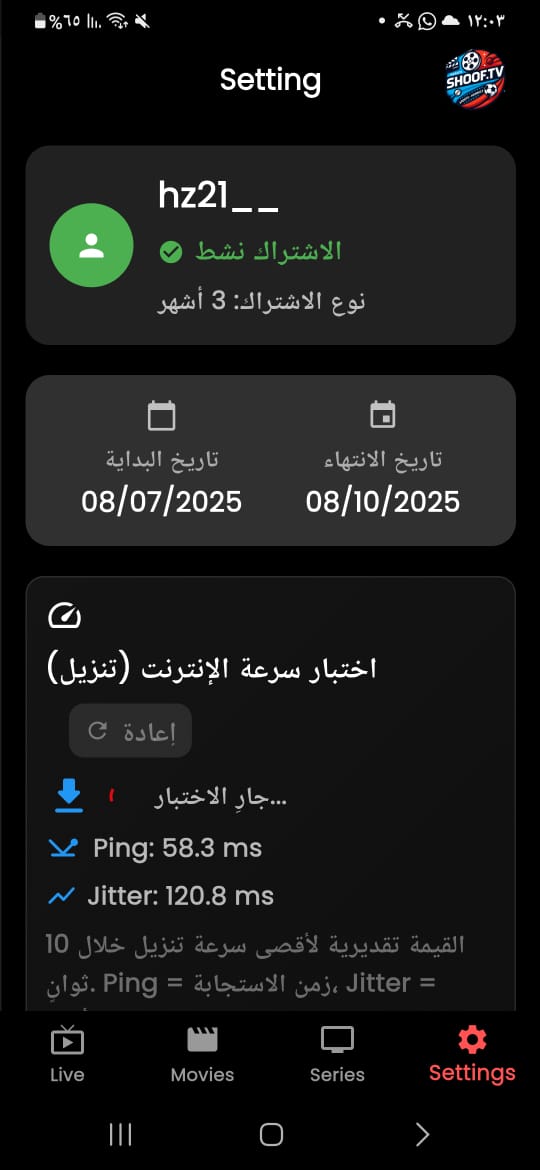 %٦٥
١٢:٠٣
Setting
SHOOF.TV
hz21__
الاشتراك نشط
نوع الاشتراك: 3 أشهر
تاريخ البداية
تاريخ الانتهاء
08/07/2025
08/10/2025
اختبار سرعة الإنترنت (تنزيل)
إعادة
جارِ الاختبار...
Ping: 58.3 ms
Jitter: 120.8 ms
القيمة تقديرية لأقصى سرعة تنزيل خلال 10
ثوانٍ. Ping = زمن الاستجابة، Jitter =
Live
Movies
Series
Settings